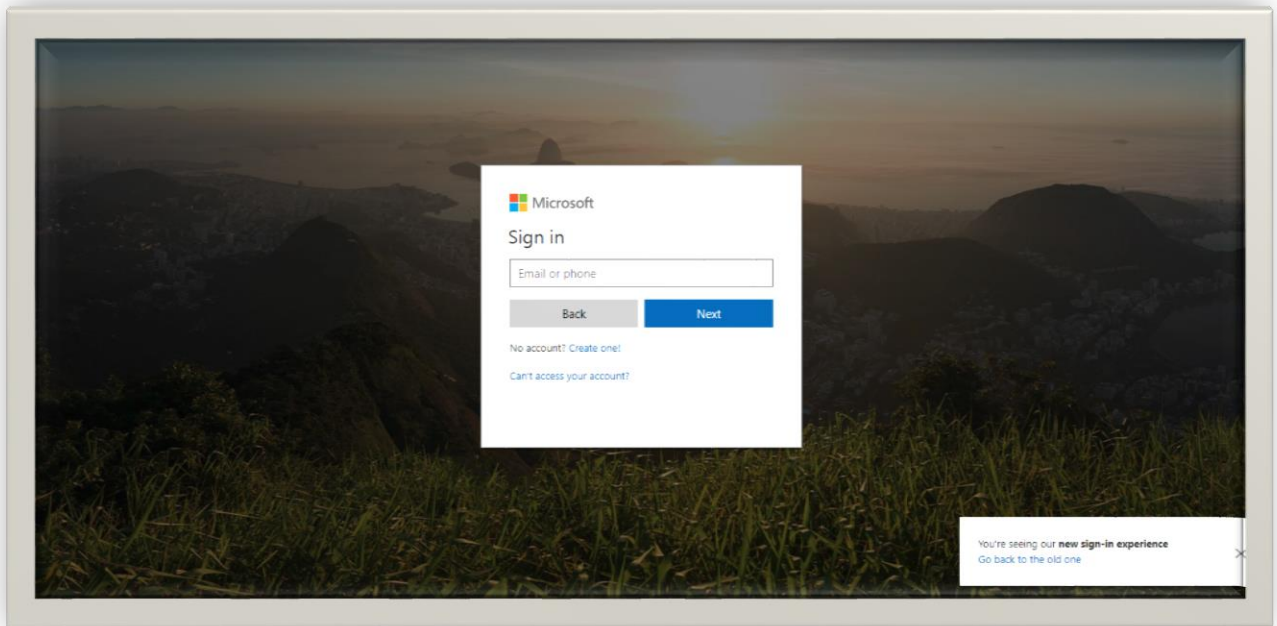 Microsoft
Sign in
Email or phone
Back
Next
No account? Create one!
Can't access your account?
You're seeing our new sign-in experience
Go back to the old one